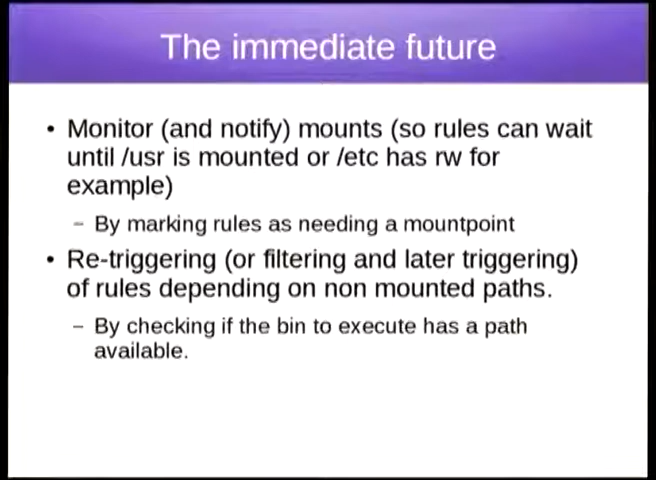 The immediate future
• Monitor (and notify) mounts (so rules can wait
until /usr is mounted or /etc has rw for
example)
– By marking rules as needing a mountpoint
• Re-triggering (or filtering and later triggering)
of rules depending on non mounted paths.
– By checking if the bin to execute has a path
available.